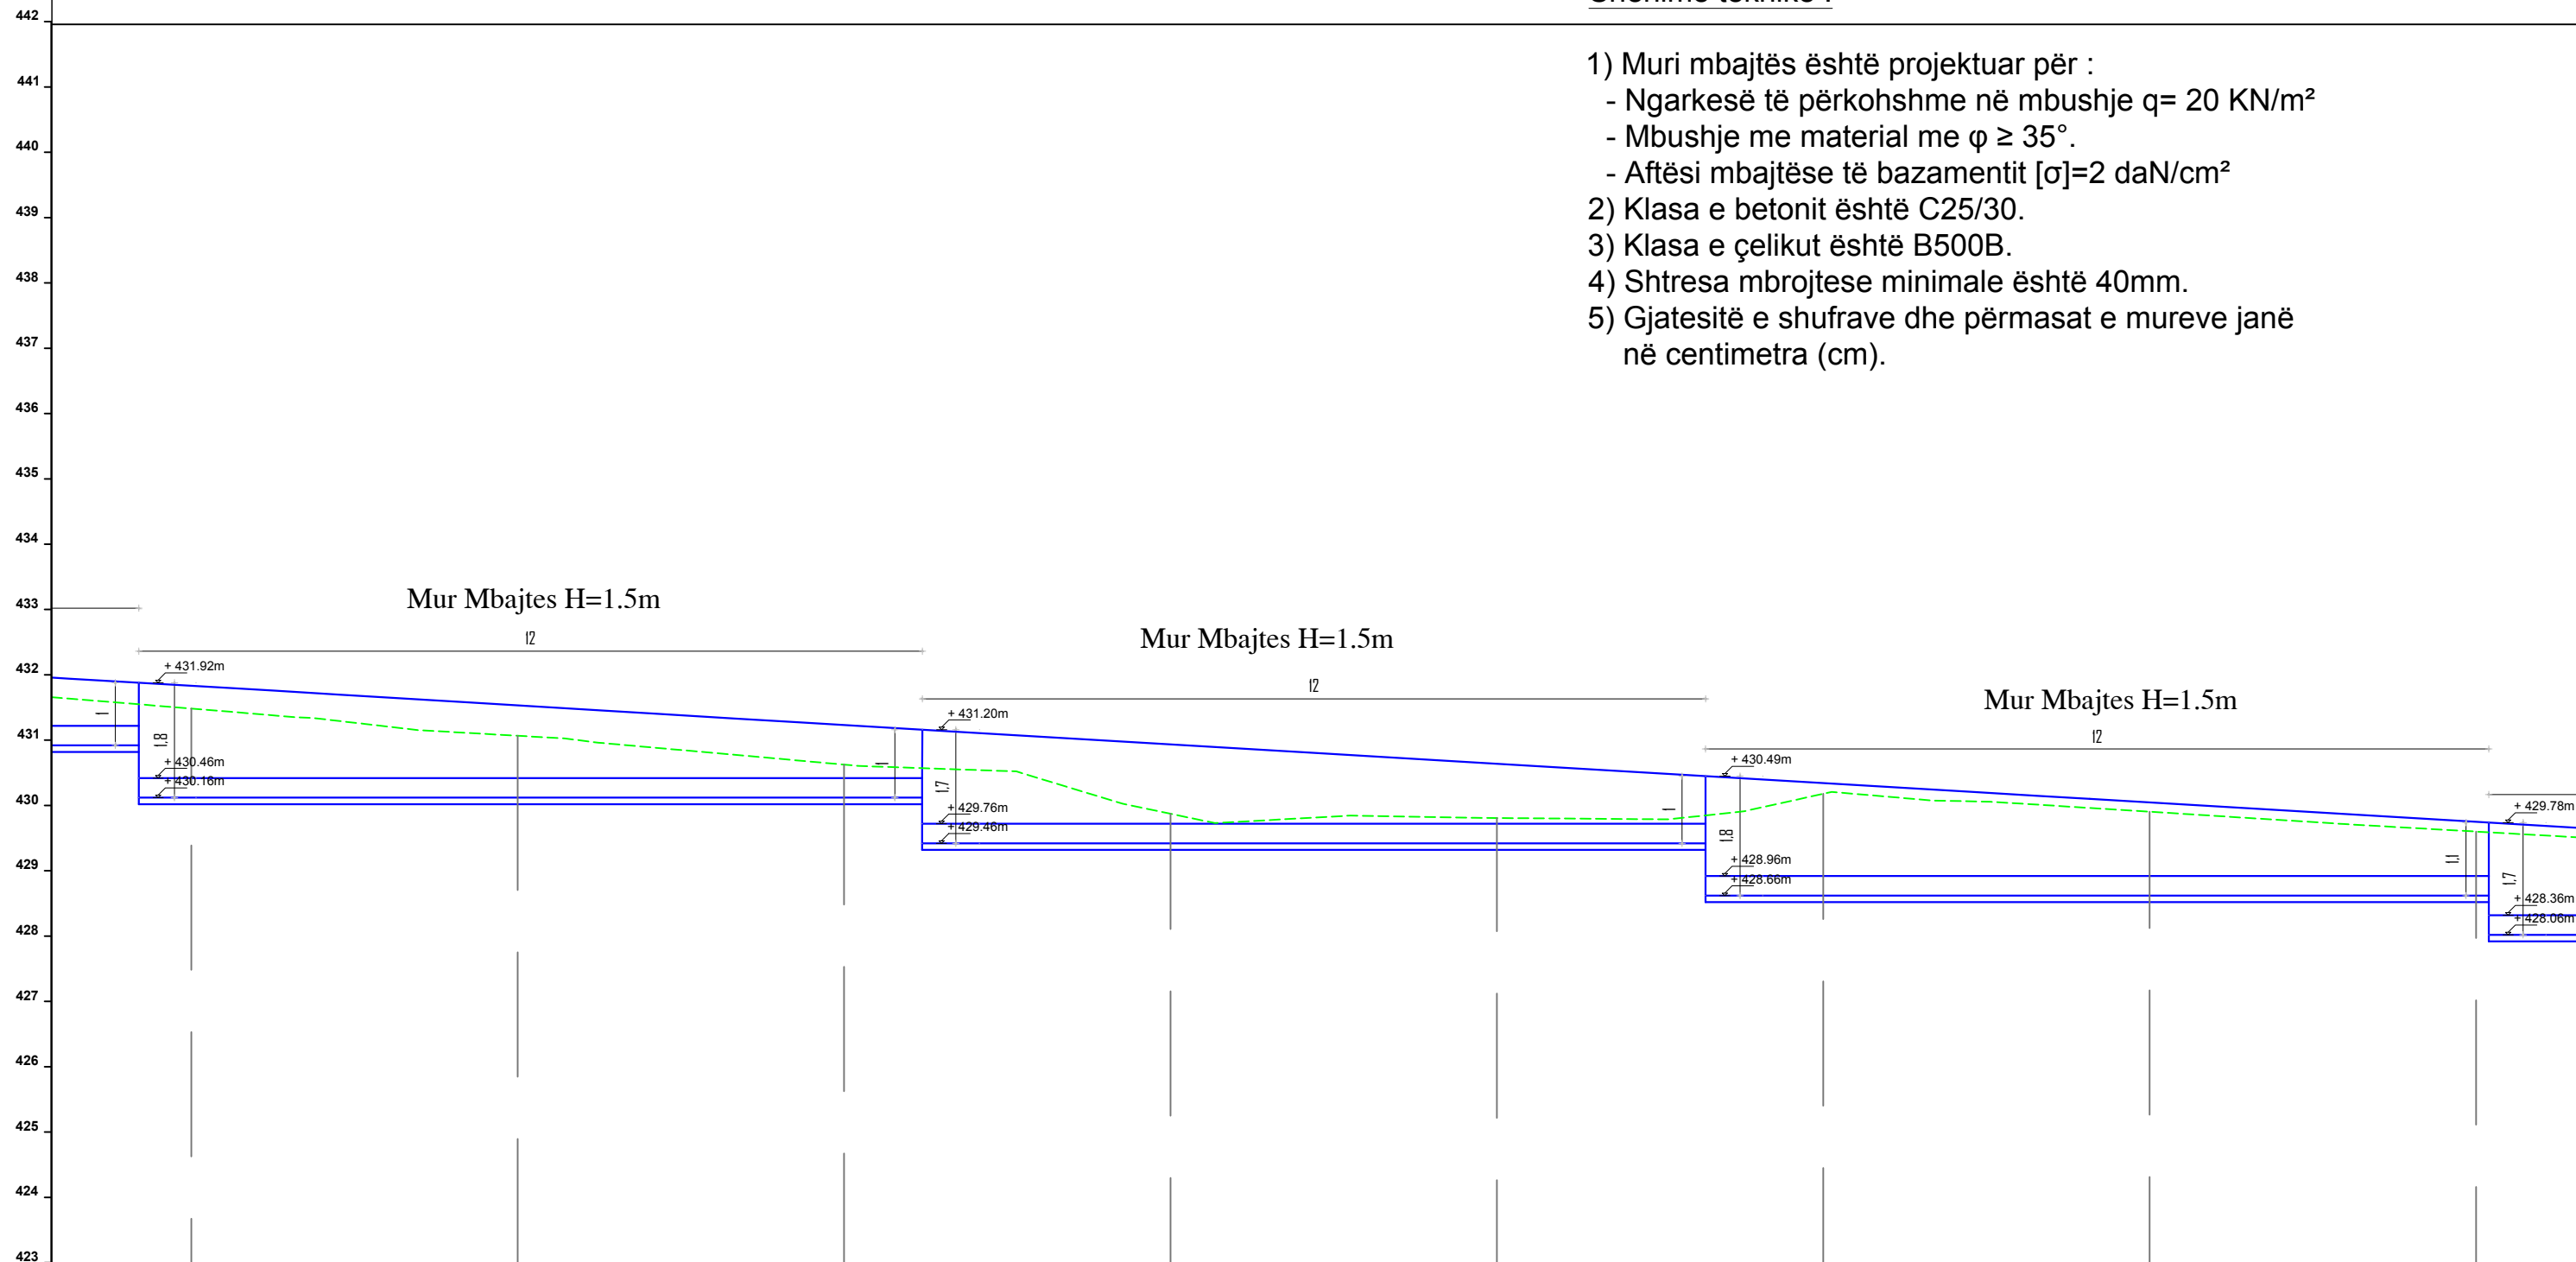 1) Muri mbajtës është projektuar për :
- Ngarkesë të përkohshme në mbushje q= 20 KN/m²
- Mbushje me material me φ ≥ 35°.
- Aftësi mbajtëse të bazamentit [σ]=2 daN/cm²
2) Klasa e betonit është C25/30.
3) Klasa e çelikut është B500B.
4) Shtresa mbrojtese minimale është 40mm.
5) Gjatesitë e shufrave dhe përmasat e mureve janë
në centimetra (cm).
442
441
440
439
438
437
436
435
434
433
432
431
430
429
428
427
426
425
424
423
Mur Mbajtes H=1.5m
12
Mur Mbajtes H=1.5m
12
Mur Mbajtes H=1.5m
12
1
+ 431.92m
1.8
+ 430.46m
+ 430.16m
1
+ 431.20m
1.7
+ 429.76m
+ 429.46m
1
+ 430.49m
1.8
+ 428.96m
+ 428.66m
1.1
+ 429.78m
1.7
+ 428.36m
+ 428.06m